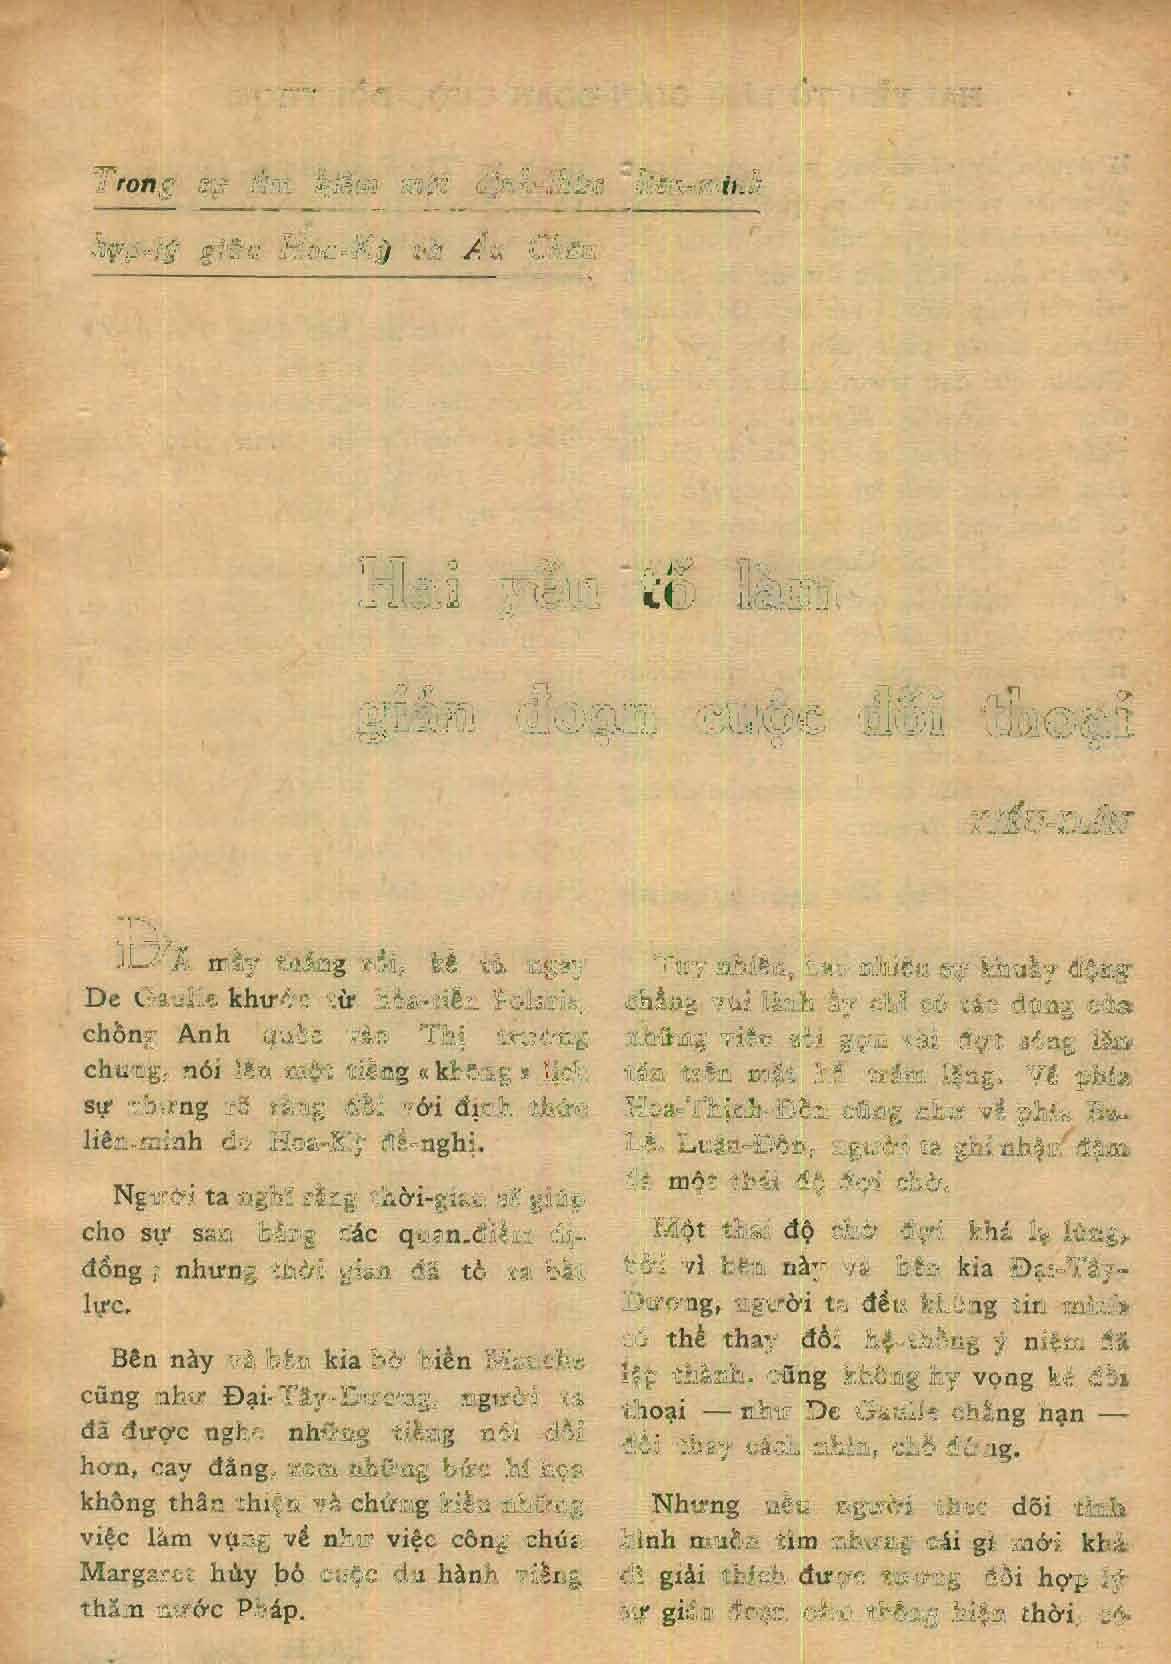 Trong sự tìm kiếm một định-thức liên-minh
hợp-lý giữa Hoa-Kỳ và Âu Châu
Hai yếu tố làm
gián đoạn cuộc đối thoại
ĐÃ mấy tháng rồi, kể từ ngày
De Gaulle khước từ hỏa-tiễn Polaris,
chống Anh quốc vào Thị trường
chung, nói lên một tiếng « không » lịch
sự nhưng rõ ràng đối với định thức
liên-minh do Hoa-Kỳ đề-nghị.
Người ta nghĩ rằng thời-gian sẽ giúp
cho sự san bằng các quan-điểm dị-
đồng ; nhưng thời gian đã tỏ ra bất
lực.
Bên này và bên kia bờ biển Manche
cũng như Đại-Tây-Dương, người ta
đã được nghe những tiếng nói dỗi
hờn, cay đắng, xem những bức hí họa
không thân thiện và chứng kiến những
việc làm vụng về như việc công chúa
Margaret hủy bỏ cuộc du hành viếng
thăm nước Pháp.
Tuy nhiên, bao nhiêu sự khuấy động
chẳng vui lành ấy chỉ có tác dụng của
những viên sỏi gợn vài đợt sóng lăn
tăn trên mặt hồ trầm lặng. Về phía
Hoa-Thịnh-Đốn cũng như về phía Ba-
Lê, Luân-Đôn, người ta ghi nhận đậm
đà một thái độ đợi chờ.
Một thái độ chờ đợi khá lạ lùng,
bởi vì bên này và bên kia Đại-Tây-
Dương, người ta đều không tin mình
có thể thay đổi hệ-thống ý niệm đã
lập thành, cũng không hy vọng kẻ đối
thoại — như De Gaulle chẳng hạn —
đổi thay cách nhìn, chỗ đứng.
Nhưng nếu người theo dõi tình
hình muốn tìm những cái gì mới khả
dĩ giải thích được tương đối hợp lý
sự gián đoạn cảm thông hiện thời, có